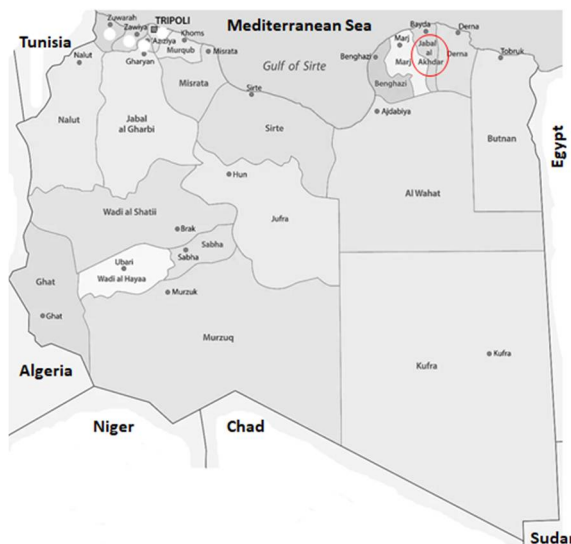 Mediterranean Sea
Tunisia
Zuwarah
TRIPOLI
Zawiya
Khoms
Aziziya
Murqub
Misrata
Nalut
Gharyan
Gulf of Sirte
Bayda
Derna
Marj
Jabal
al
Akhdar
Marj
Derna
Tobruk
Benghazi
Benghazi
Misrata
Sirte
Ajdabiya
Nalut
Jabal
al Gharbi
Sirte
Butnan
Egypt
Hun
Al Wahat
Wadi al Shatii
Jufra
Brak
Sabha
Sabha
Ubari
Wadi al Hayaa
Ghat
Murzuk
Ghat
Murzuq
Kufra
Kufra
Algeria
Niger
Chad
Sudan